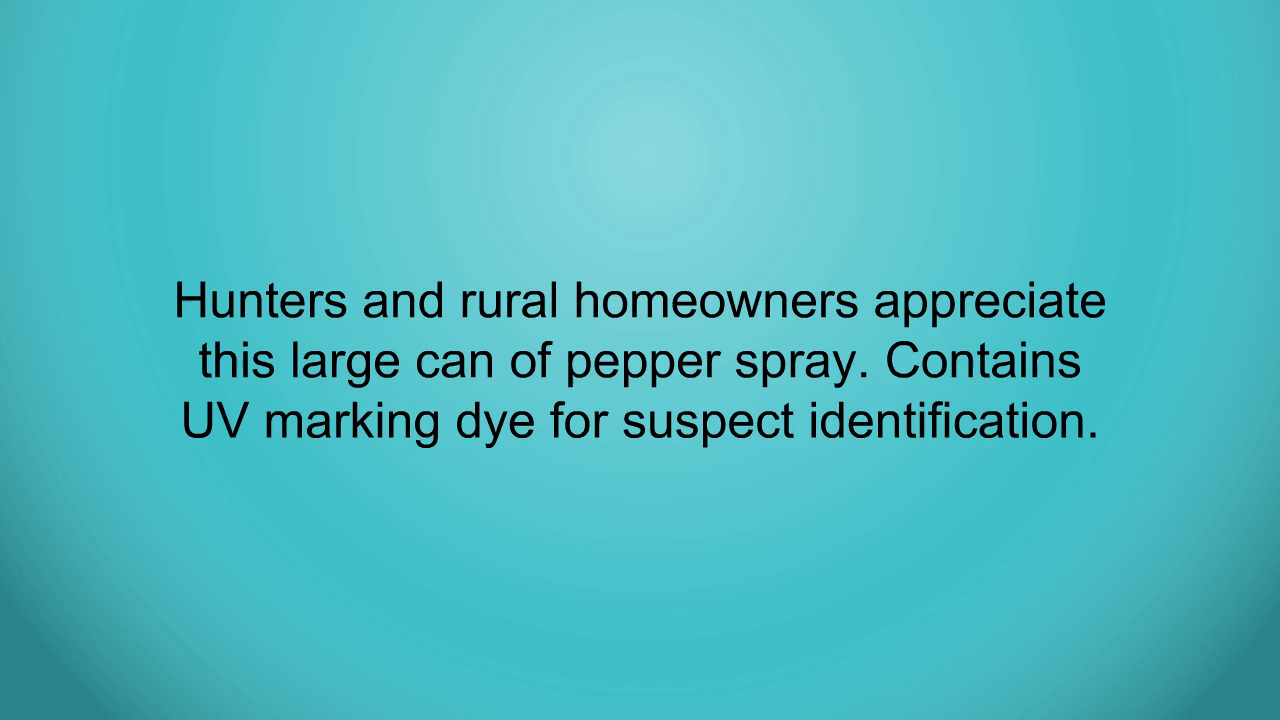 Hunters and rural homeowners appreciate
this large can of pepper spray. Contains
UV marking dye for suspect identification.